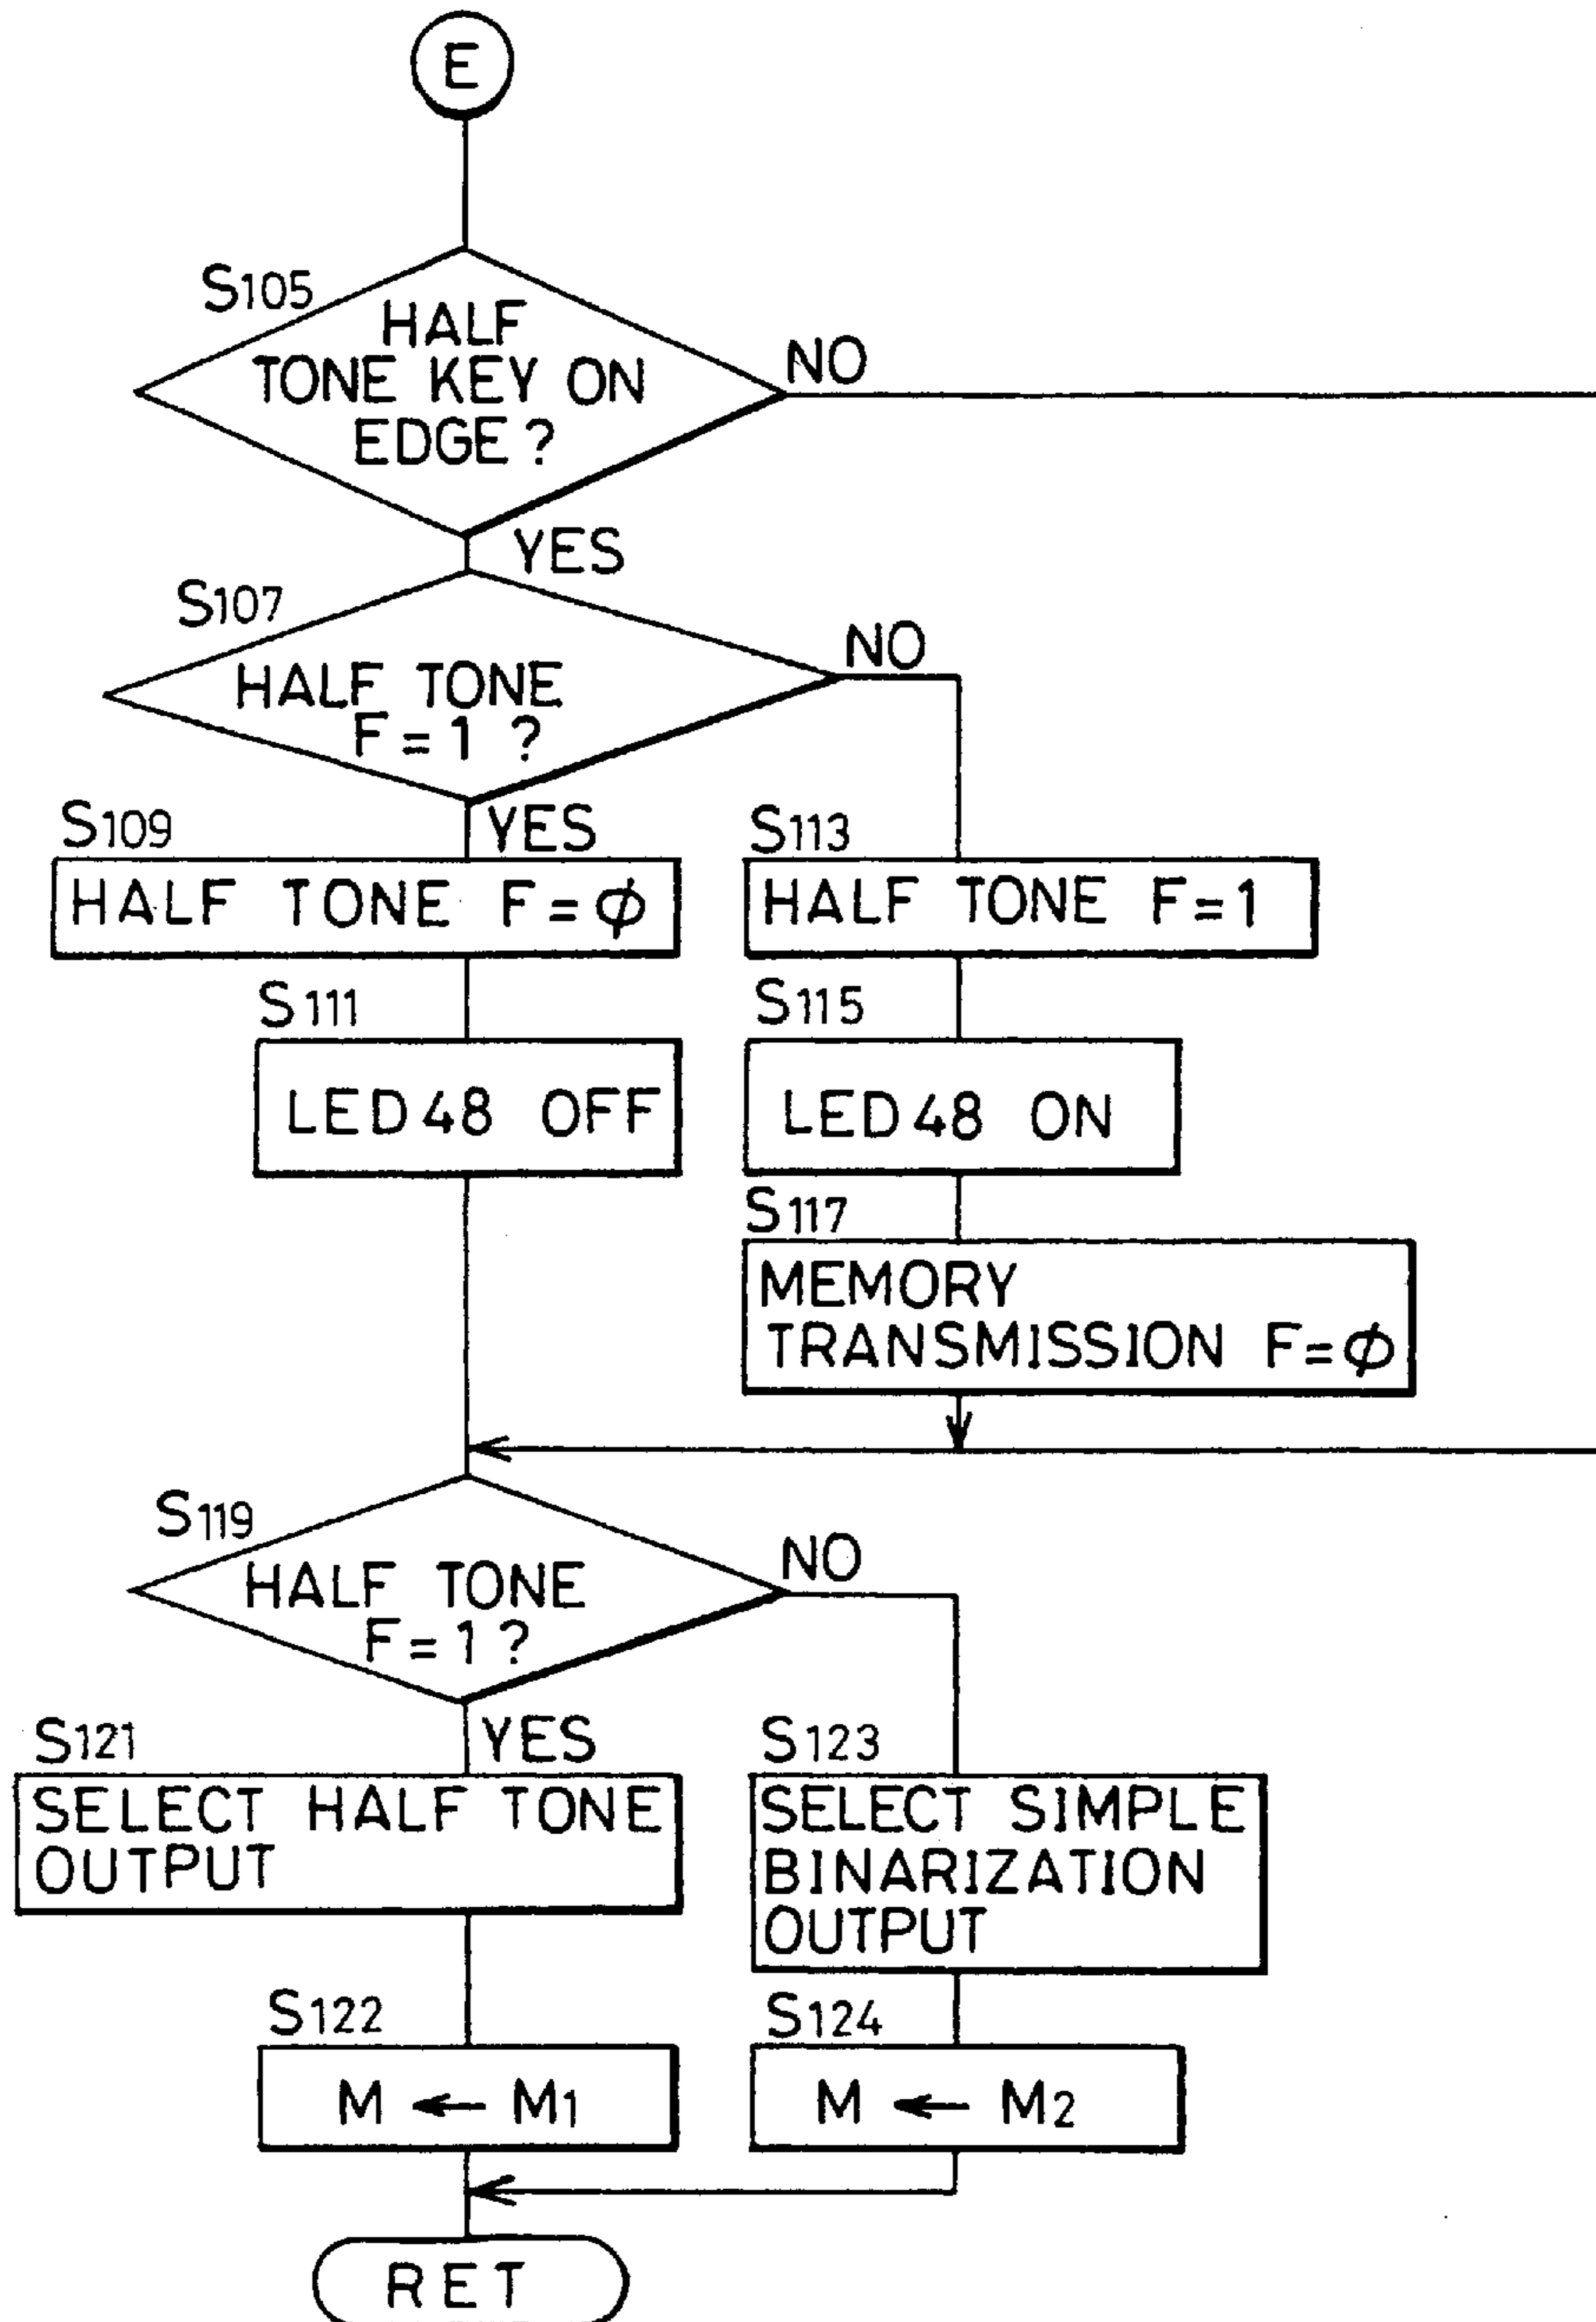 E
S105
HALF
TONE KEY ON
EDGE?
NO
YES
S107
HALF TONE
F=1 ?
NO
YES
S109
HALF TONE F=ϕ
S113
HALF TONE F=1
S111
LED48 OFF
S115
LED48 ON
S117
MEMORY
TRANSMISSION F=ϕ
S119
HALF TONE
F=1?
NO
YES
S121
SELECT HALF TONE
OUTPUT
S123
SELECT SIMPLE
BINARIZATION
OUTPUT
S122
M ← M1
S124
M ← M2
RET